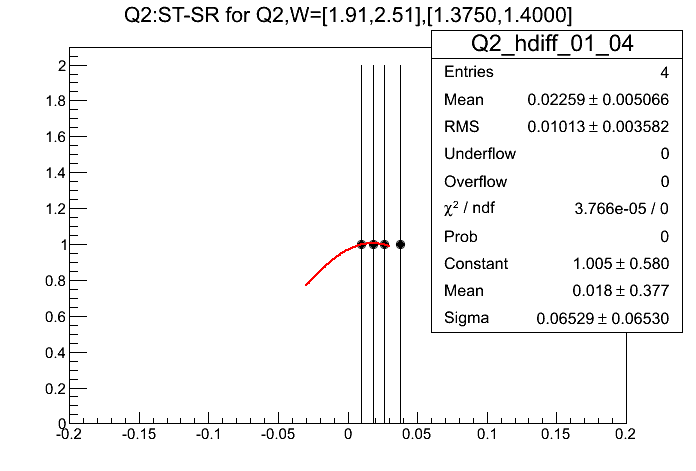 Q2:ST-SR for Q2,W=[1.91,2.51],[1.3750,1.4000]
Q2_hdiff_01_04
Entries 4
Mean 0.02259 ± 0.005066
RMS 0.01013 ± 0.003582
Underflow 0
Overflow 0
χ² / ndf 3.766e-05 / 0
Prob 0
Constant 1.005 ± 0.580
Mean 0.018 ± 0.377
Sigma 0.06529 ± 0.06530
2
1.8
1.6
1.4
1.2
1
0.8
0.6
0.4
0.2
0
-0.2 -0.15 -0.1 -0.05 0 0.05 0.1 0.15 0.2